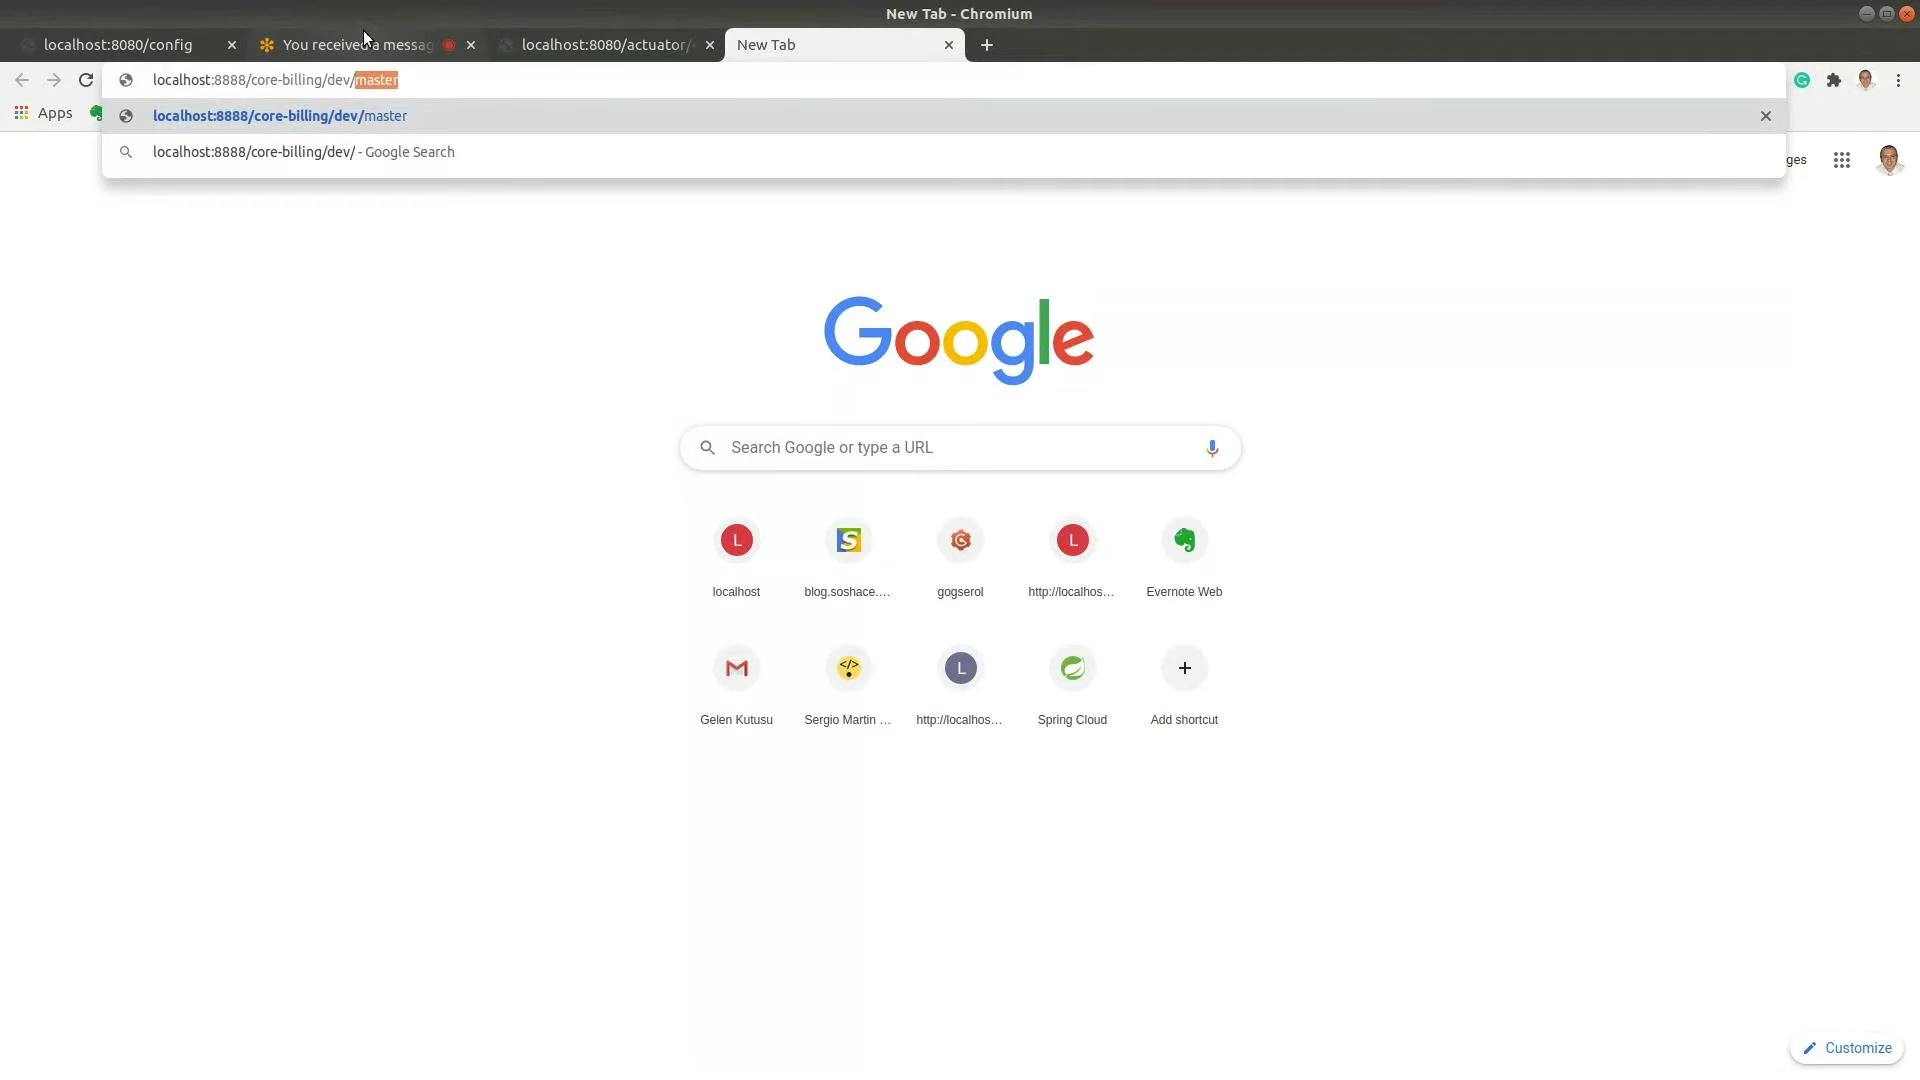 New Tab - Chromium
localhost:8080/config
You received a messag
localhost:8080/actuator/
New Tab
localhost:8888/core-billing/dev/master
Apps
localhost:8888/core-billing/dev/master
localhost:8888/core-billing/dev/ - Google Search
ges
Google
Search Google or type a URL
L
S
G
L
localhost
blog.soshace....
gogserol
http://localhos...
Evernote Web
M
</>
L
Gelen Kutusu
Sergio Martin ...
http://localhos...
Spring Cloud
Add shortcut
Customize